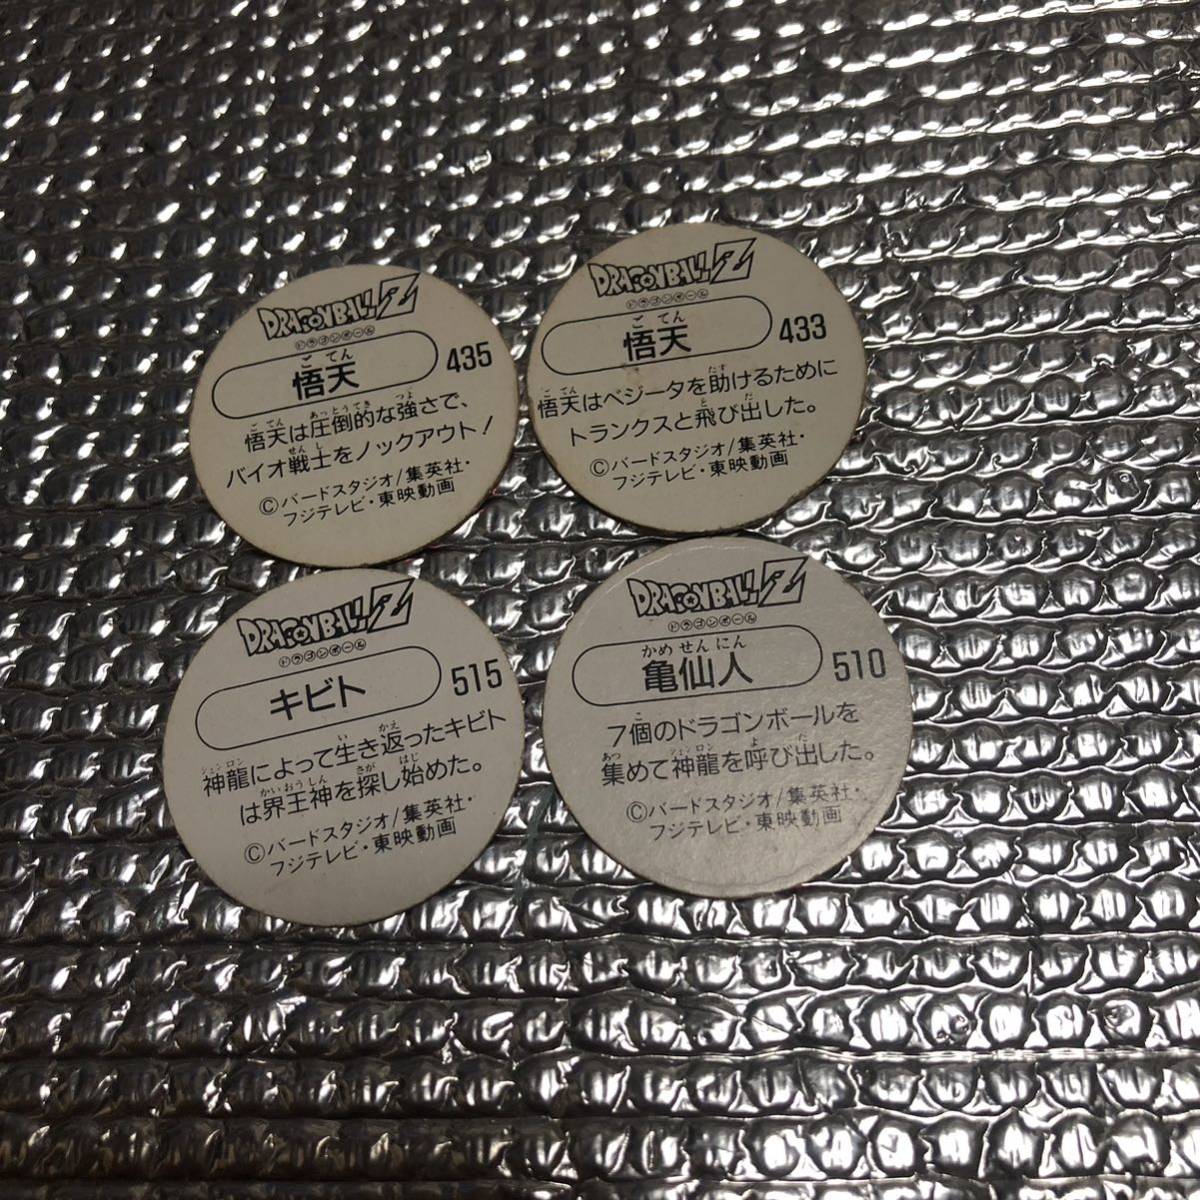 DRAGONBALL Z
ドラゴンボール
ごてん
悟天
435
ごてん あっとうてき つよ
悟天は圧倒的な強さで、
せんし
バイオ戦士をノックアウト!
©バードスタジオ/集英社・
フジテレビ・東映動画
DRAGONBALL Z
ドラゴンボール
ごてん
悟天
433
ごてん たす
悟天はベジータを助けるために
と だ
トランクスと飛び出した。
©バードスタジオ/集英社・
フジテレビ・東映動画
DRAGONBALL Z
ドラゴンボール
キビト
515
シェンロン い かえ
神龍によって生き返ったキビト
かいおうしん さが はじ
は界王神を探し始めた。
©バードスタジオ/集英社・
フジテレビ・東映動画
DRAGONBALL Z
ドラゴンボール
かめせんにん
亀仙人
510
こ
7個のドラゴンボールを
あつ シェンロン よ だ
集めて神龍を呼び出した。
©バードスタジオ/集英社・
フジテレビ・東映動画